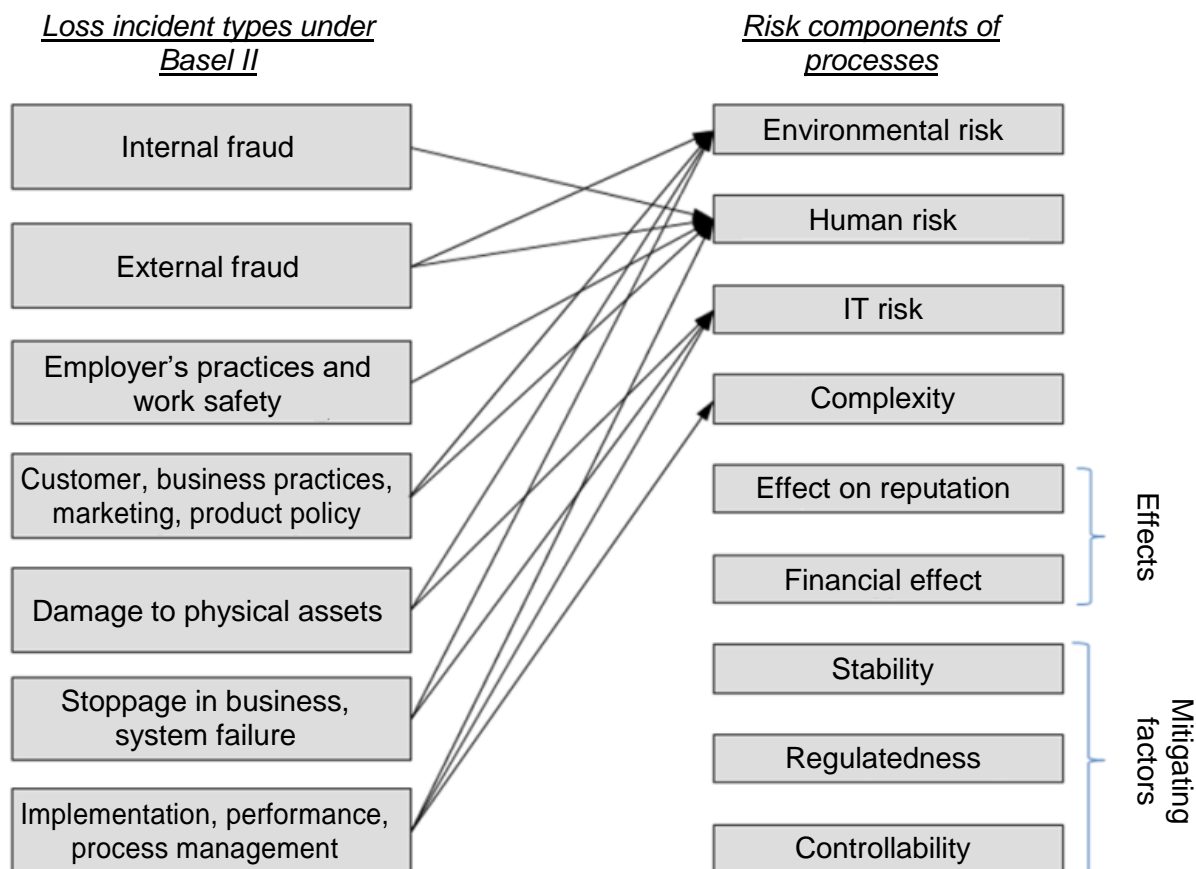 Loss incident types under
Basel II
Internal fraud
External fraud
Employer’s practices and
work safety
Customer, business practices,
marketing, product policy
Damage to physical assets
Stoppage in business,
system failure
Implementation, performance,
process management
Risk components of
processes
Environmental risk
Human risk
IT risk
Complexity
Effect on reputation
Financial effect
Stability
Regulatedness
Controllability
Effects
Mitigating
factors